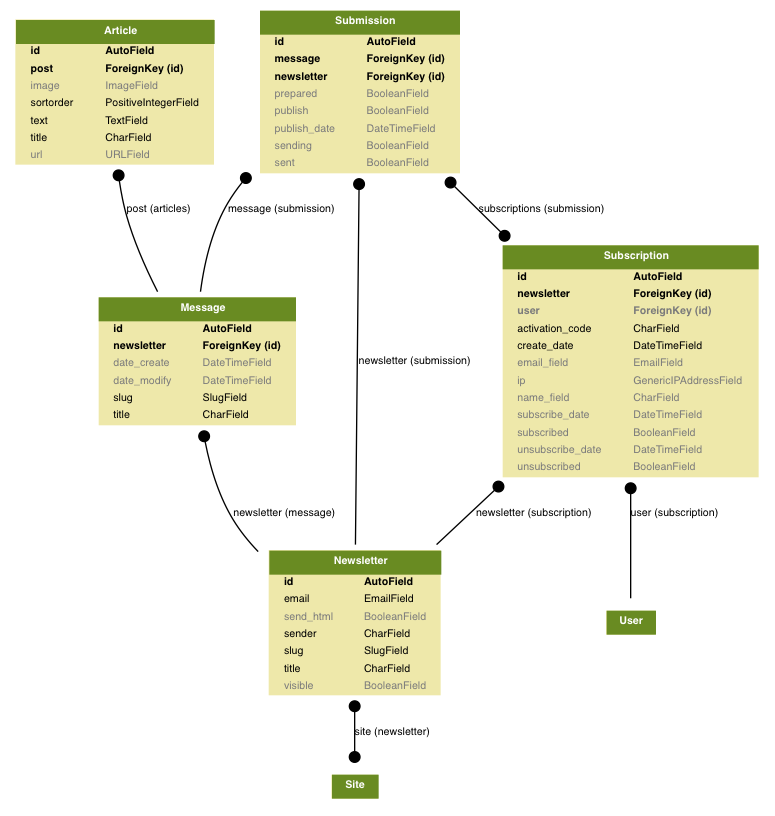 Article
id AutoField
post ForeignKey (id)
image ImageField
sortorder PositiveIntegerField
text TextField
title CharField
url URLField
Submission
id AutoField
message ForeignKey (id)
newsletter ForeignKey (id)
prepared BooleanField
publish BooleanField
publish_date DateTimeField
sending BooleanField
sent BooleanField
post (articles)
message (submission)
subscriptions (submission)
Subscription
id AutoField
newsletter ForeignKey (id)
user ForeignKey (id)
activation_code CharField
create_date DateTimeField
email_field EmailField
ip GenericIPAddressField
name_field CharField
subscribe_date DateTimeField
subscribed BooleanField
unsubscribe_date DateTimeField
unsubscribed BooleanField
Message
id AutoField
newsletter ForeignKey (id)
date_create DateTimeField
date_modify DateTimeField
slug SlugField
title CharField
newsletter (submission)
newsletter (message)
newsletter (subscription)
user (subscription)
Newsletter
id AutoField
email EmailField
send_html BooleanField
sender CharField
slug SlugField
title CharField
visible BooleanField
User
site (newsletter)
Site